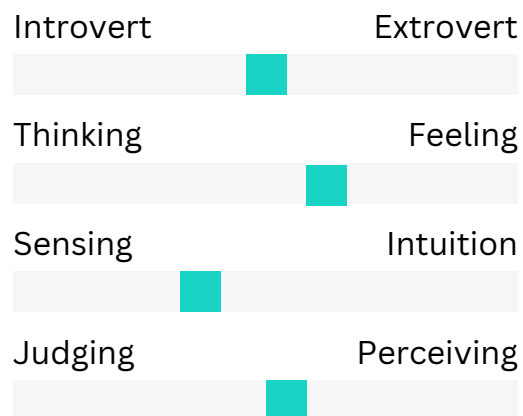 Introvert Extrovert
Thinking Feeling
Sensing Intuition
Judging Perceiving